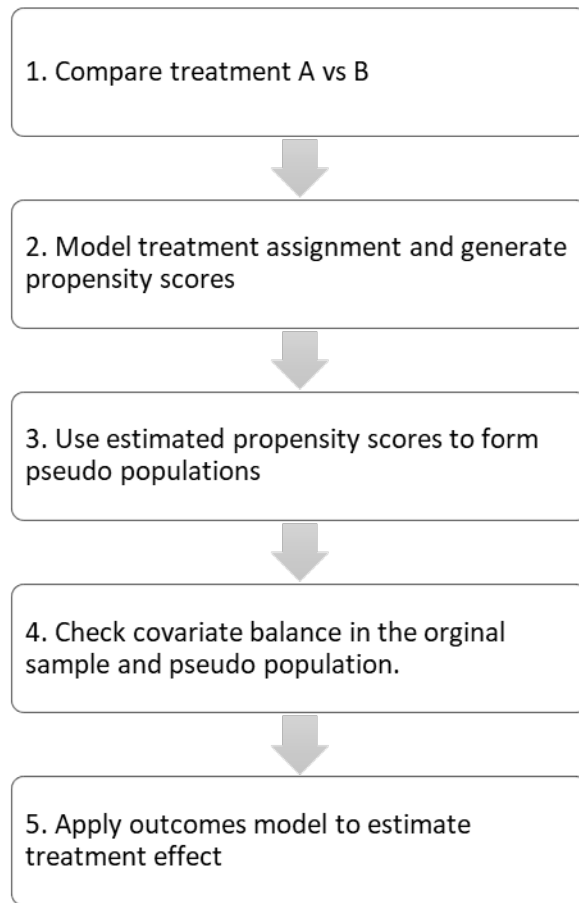 1. Compare treatment A vs B
2. Model treatment assignment and generate
propensity scores
3. Use estimated propensity scores to form
pseudo populations
4. Check covariate balance in the orginal
sample and pseudo population.
5. Apply outcomes model to estimate
treatment effect